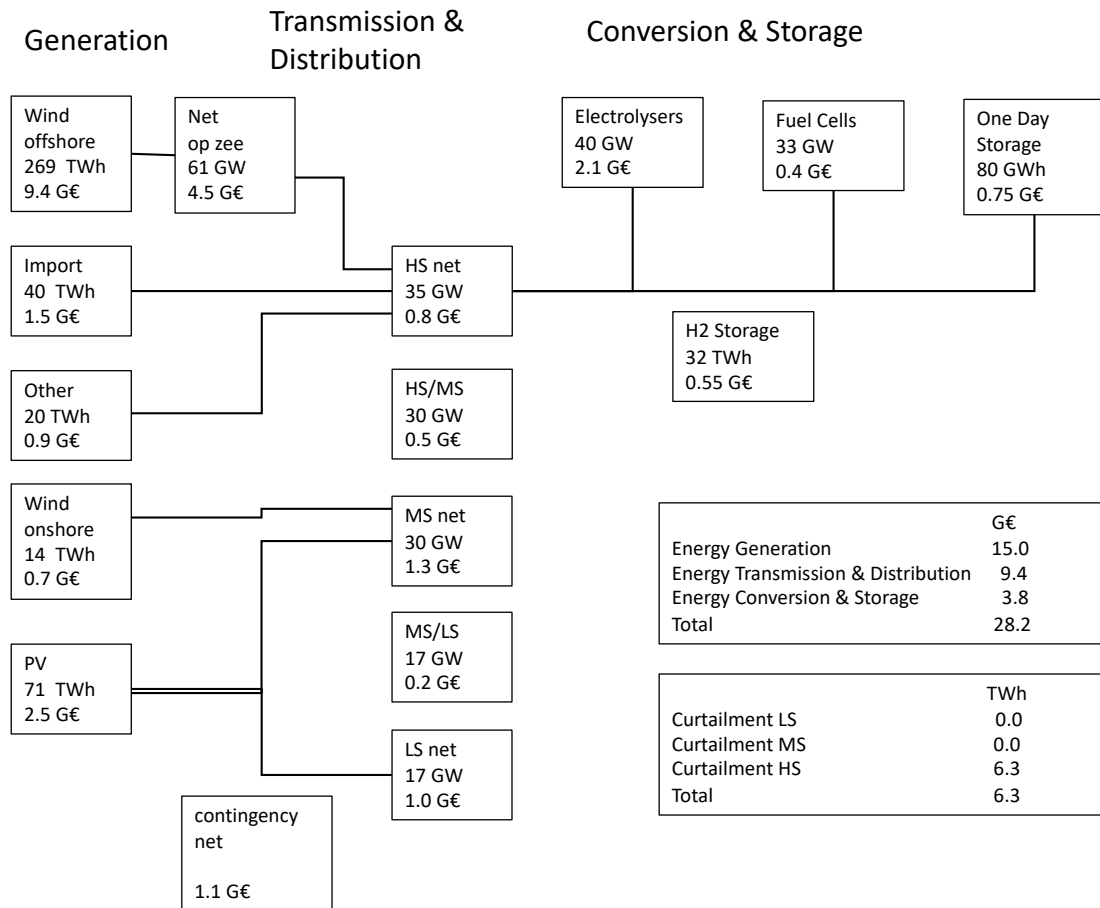 Generation
Transmission &
Distribution
Conversion & Storage
Wind
offshore
269 TWh
9.4 G€
Net
op zee
61 GW
4.5 G€
Electrolysers
40 GW
2.1 G€
Fuel Cells
33 GW
0.4 G€
One Day
Storage
80 GWh
0.75 G€
Import
40 TWh
1.5 G€
HS net
35 GW
0.8 G€
H2 Storage
32 TWh
0.55 G€
Other
20 TWh
0.9 G€
HS/MS
30 GW
0.5 G€
Wind
onshore
14 TWh
0.7 G€
MS net
30 GW
1.3 G€
G€
Energy Generation 15.0
Energy Transmission & Distribution 9.4
Energy Conversion & Storage 3.8
Total 28.2
MS/LS
17 GW
0.2 G€
PV
71 TWh
2.5 G€
TWh
Curtailment LS 0.0
Curtailment MS 0.0
Curtailment HS 6.3
Total 6.3
LS net
17 GW
1.0 G€
contingency
net
1.1 G€